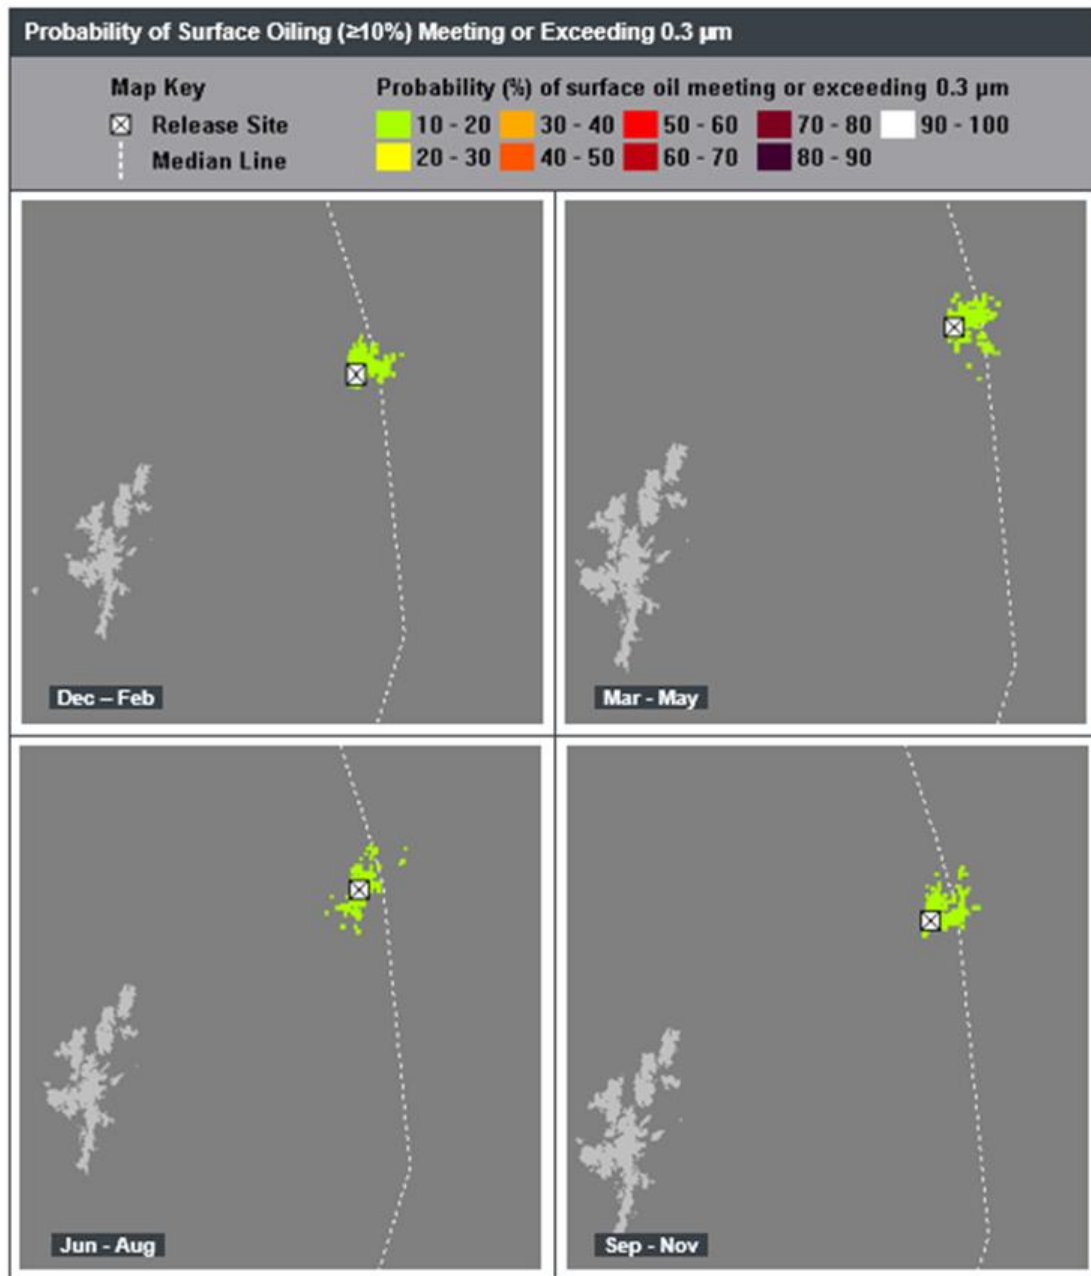 Probability of Surface Oiling (≥10%) Meeting or Exceeding 0.3 µm
Map Key
Release Site
Median Line
Probability (%) of surface oil meeting or exceeding 0.3 µm
10 - 20 30 - 40 50 - 60 70 - 80 90 - 100
20 - 30 40 - 50 60 - 70 80 - 90
Dec – Feb
Mar - May
Jun - Aug
Sep - Nov